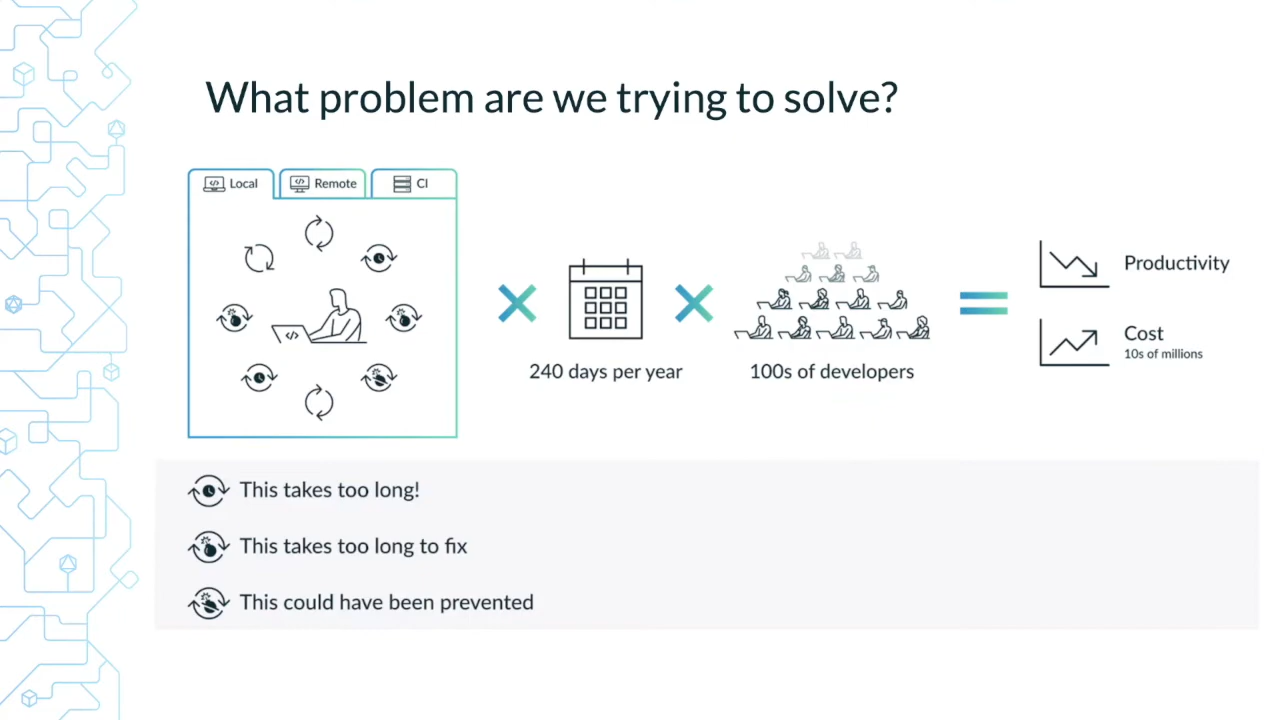 What problem are we trying to solve?
Local
Remote
CI
</>
240 days per year
100s of developers
Productivity
Cost
10s of millions
This takes too long!
This takes too long to fix
This could have been prevented